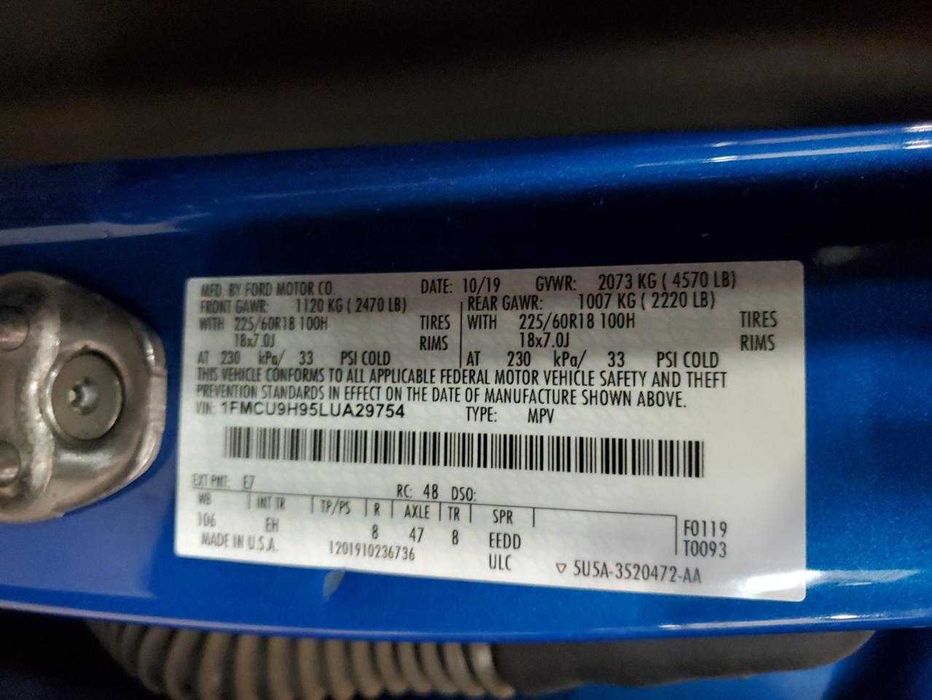 MFD. BY FORD MOTOR CO. DATE: 10/19 GVWR: 2073 KG ( 4570 LB)
FRONT GAWR: 1120 KG ( 2470 LB) REAR GAWR: 1007 KG ( 2220 LB)
WITH 225/60R18 100H TIRES WITH 225/60R18 100H TIRES
18x7.0J RIMS 18x7.0J RIMS
AT 230 kPa/ 33 PSI COLD AT 230 kPa/ 33 PSI COLD
THIS VEHICLE CONFORMS TO ALL APPLICABLE FEDERAL MOTOR VEHICLE SAFETY AND THEFT
PREVENTION STANDARDS IN EFFECT ON THE DATE OF MANUFACTURE SHOWN ABOVE.
VIN: 1FMCU9H95LUA29754 TYPE: MPV
EXT PNT: E7 RC: 48 DSO:
WB INT TR TP/PS R AXLE TR SPR
106 EH 8 47 8 EEDD F0119
MADE IN U.S.A. 1201910236736 ULC T0093
▽ 5U5A-3520472-AA